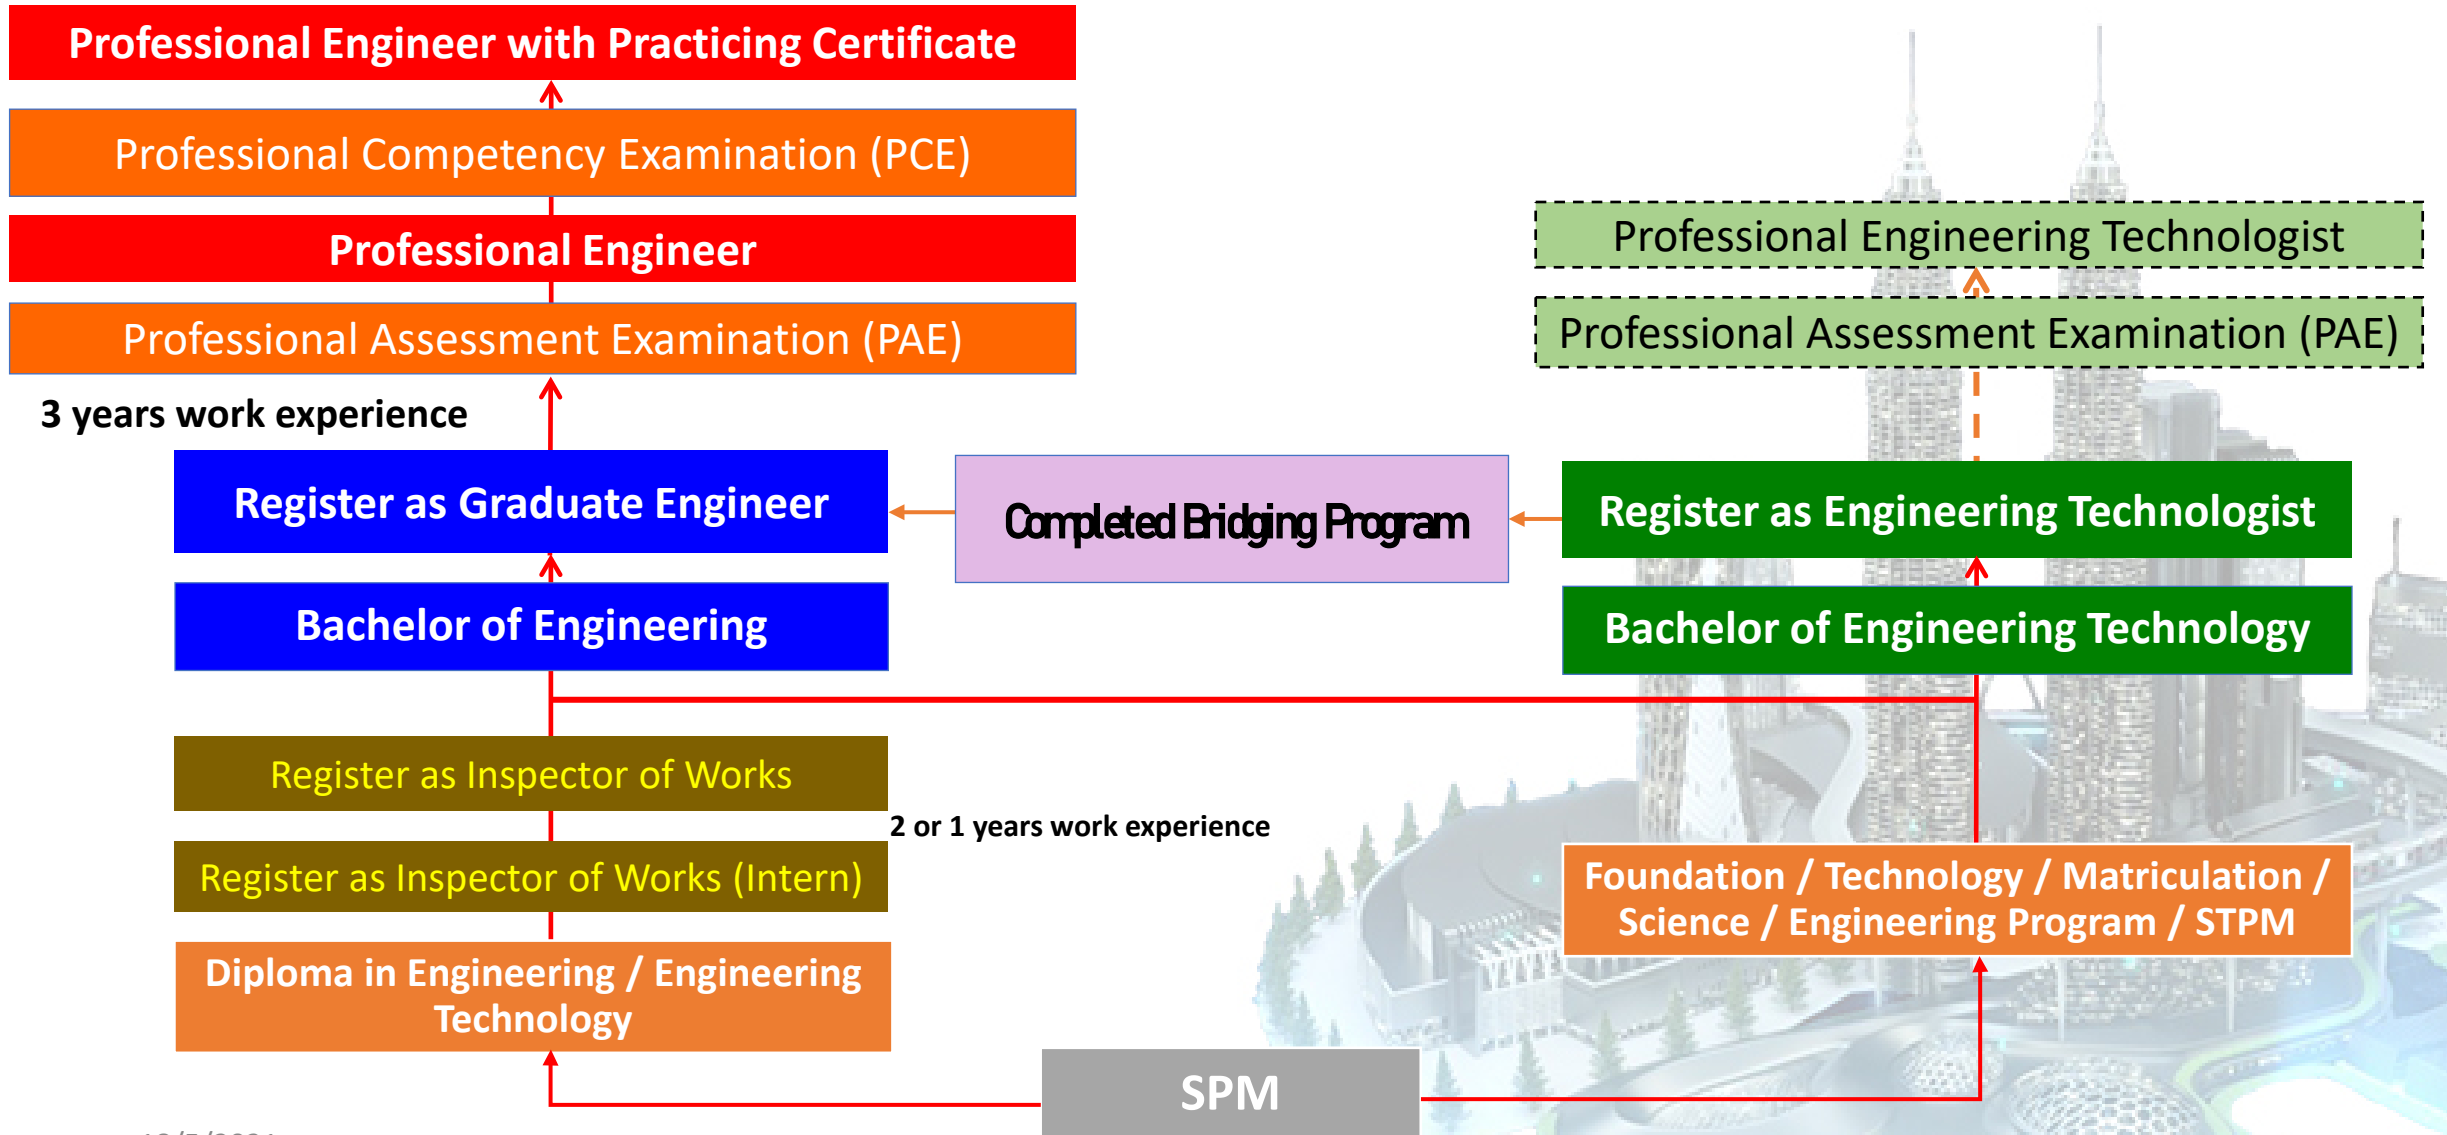 Professional Engineer with Practicing Certificate
Professional Competency Examination (PCE)
Professional Engineer
Professional Assessment Examination (PAE)
3 years work experience
Register as Graduate Engineer
Bachelor of Engineering
Register as Inspector of Works
2 or 1 years work experience
Register as Inspector of Works (Intern)
Diploma in Engineering / Engineering
Technology
Completed Bridging Program
Professional Engineering Technologist
Professional Assessment Examination (PAE)
Register as Engineering Technologist
Bachelor of Engineering Technology
Foundation / Technology / Matriculation /
Science / Engineering Program / STPM
SPM